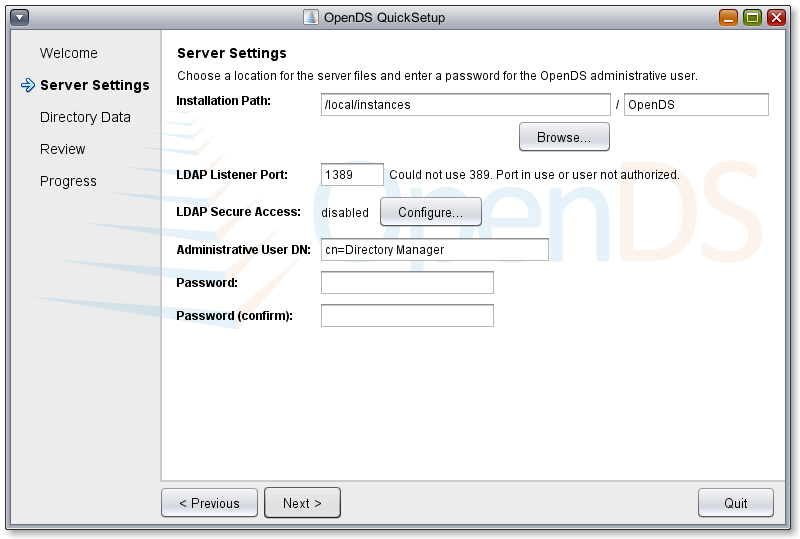 OpenDS QuickSetup
Welcome
Server Settings
Directory Data
Review
Progress
Server Settings
Choose a location for the server files and enter a password for the OpenDS administrative user.
Installation Path: /local/instances / OpenDS
Browse...
LDAP Listener Port: 1389 Could not use 389. Port in use or user not authorized.
LDAP Secure Access: disabled Configure...
Administrative User DN: cn=Directory Manager
Password:
Password (confirm):
OpenDS
< Previous Next > Quit